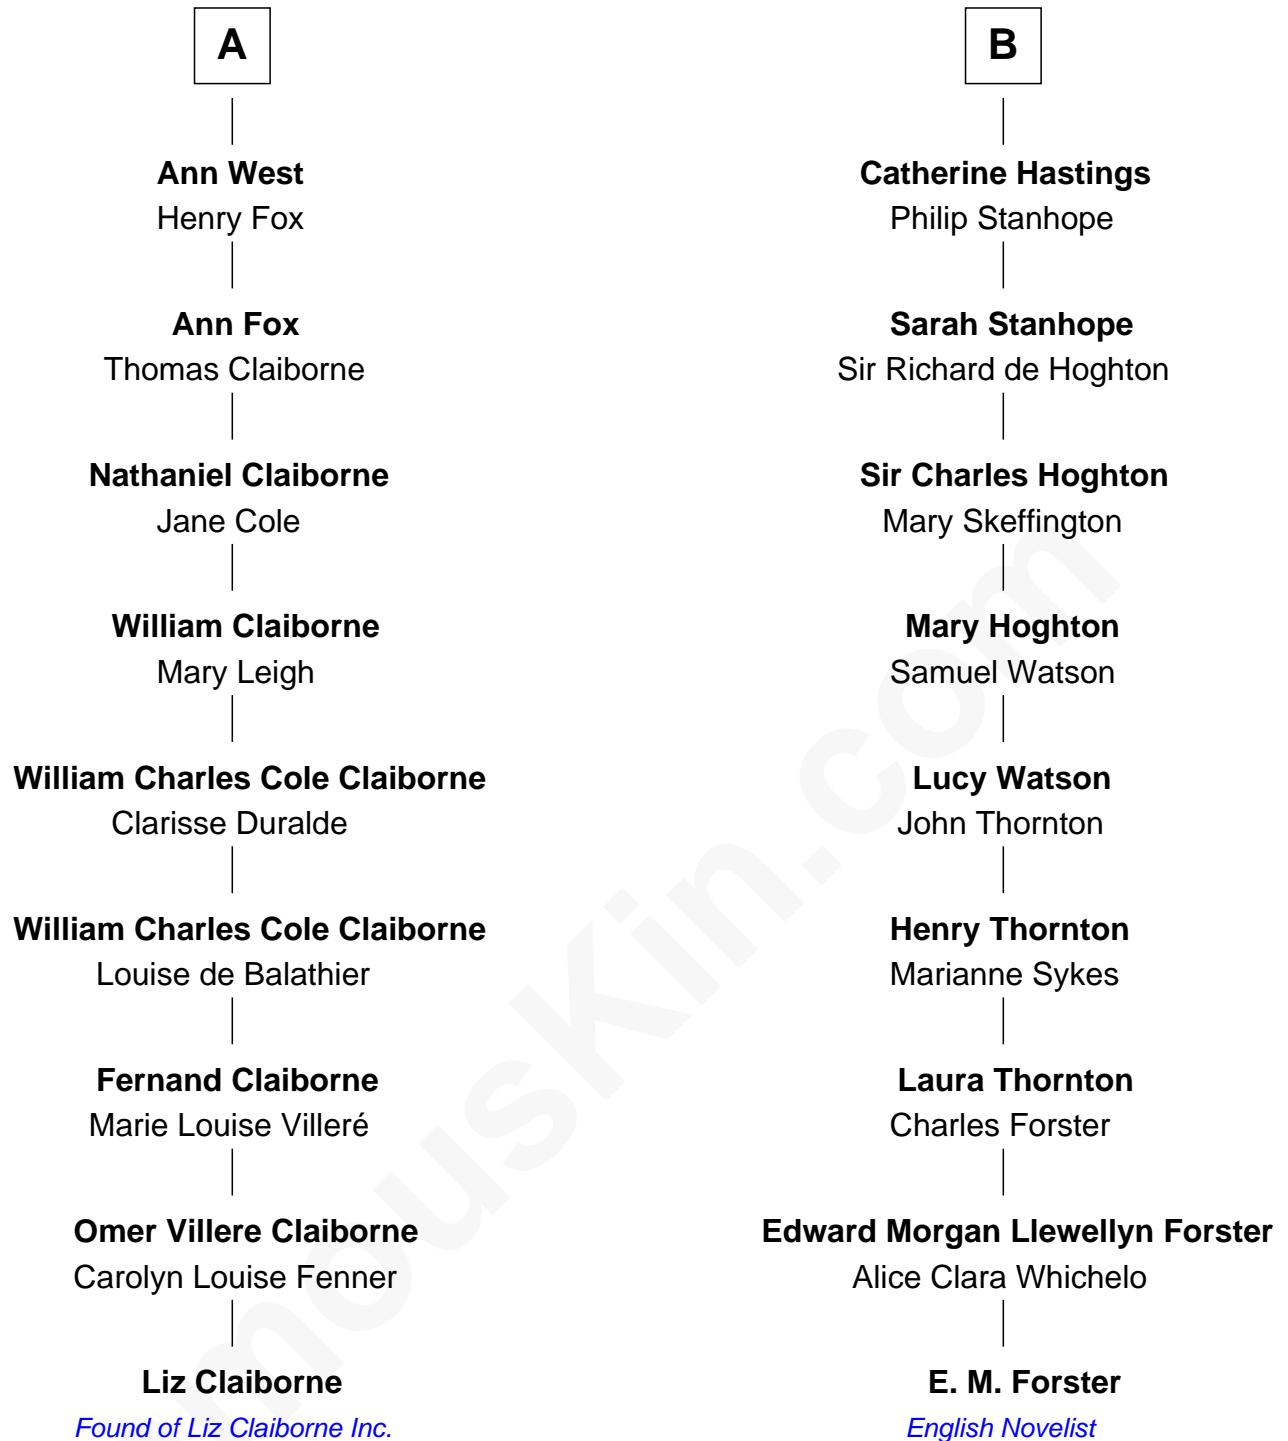 A
Ann West
Henry Fox
Ann Fox
Thomas Claiborne
Nathaniel Claiborne
Jane Cole
William Claiborne
Mary Leigh
William Charles Cole Claiborne
Clarisse Duralde
William Charles Cole Claiborne
Louise de Balathier
Fernand Claiborne
Marie Louise Villeré
Omer Villere Claiborne
Carolyn Louise Fenner
Liz Claiborne
Found of Liz Claiborne Inc.
B
Catherine Hastings
Philip Stanhope
Sarah Stanhope
Sir Richard de Hoghton
Sir Charles Hoghton
Mary Skeffington
Mary Hoghton
Samuel Watson
Lucy Watson
John Thornton
Henry Thornton
Marianne Sykes
Laura Thornton
Charles Forster
Edward Morgan Llewellyn Forster
Alice Clara Whichelo
E. M. Forster
English Novelist
mousKin.com